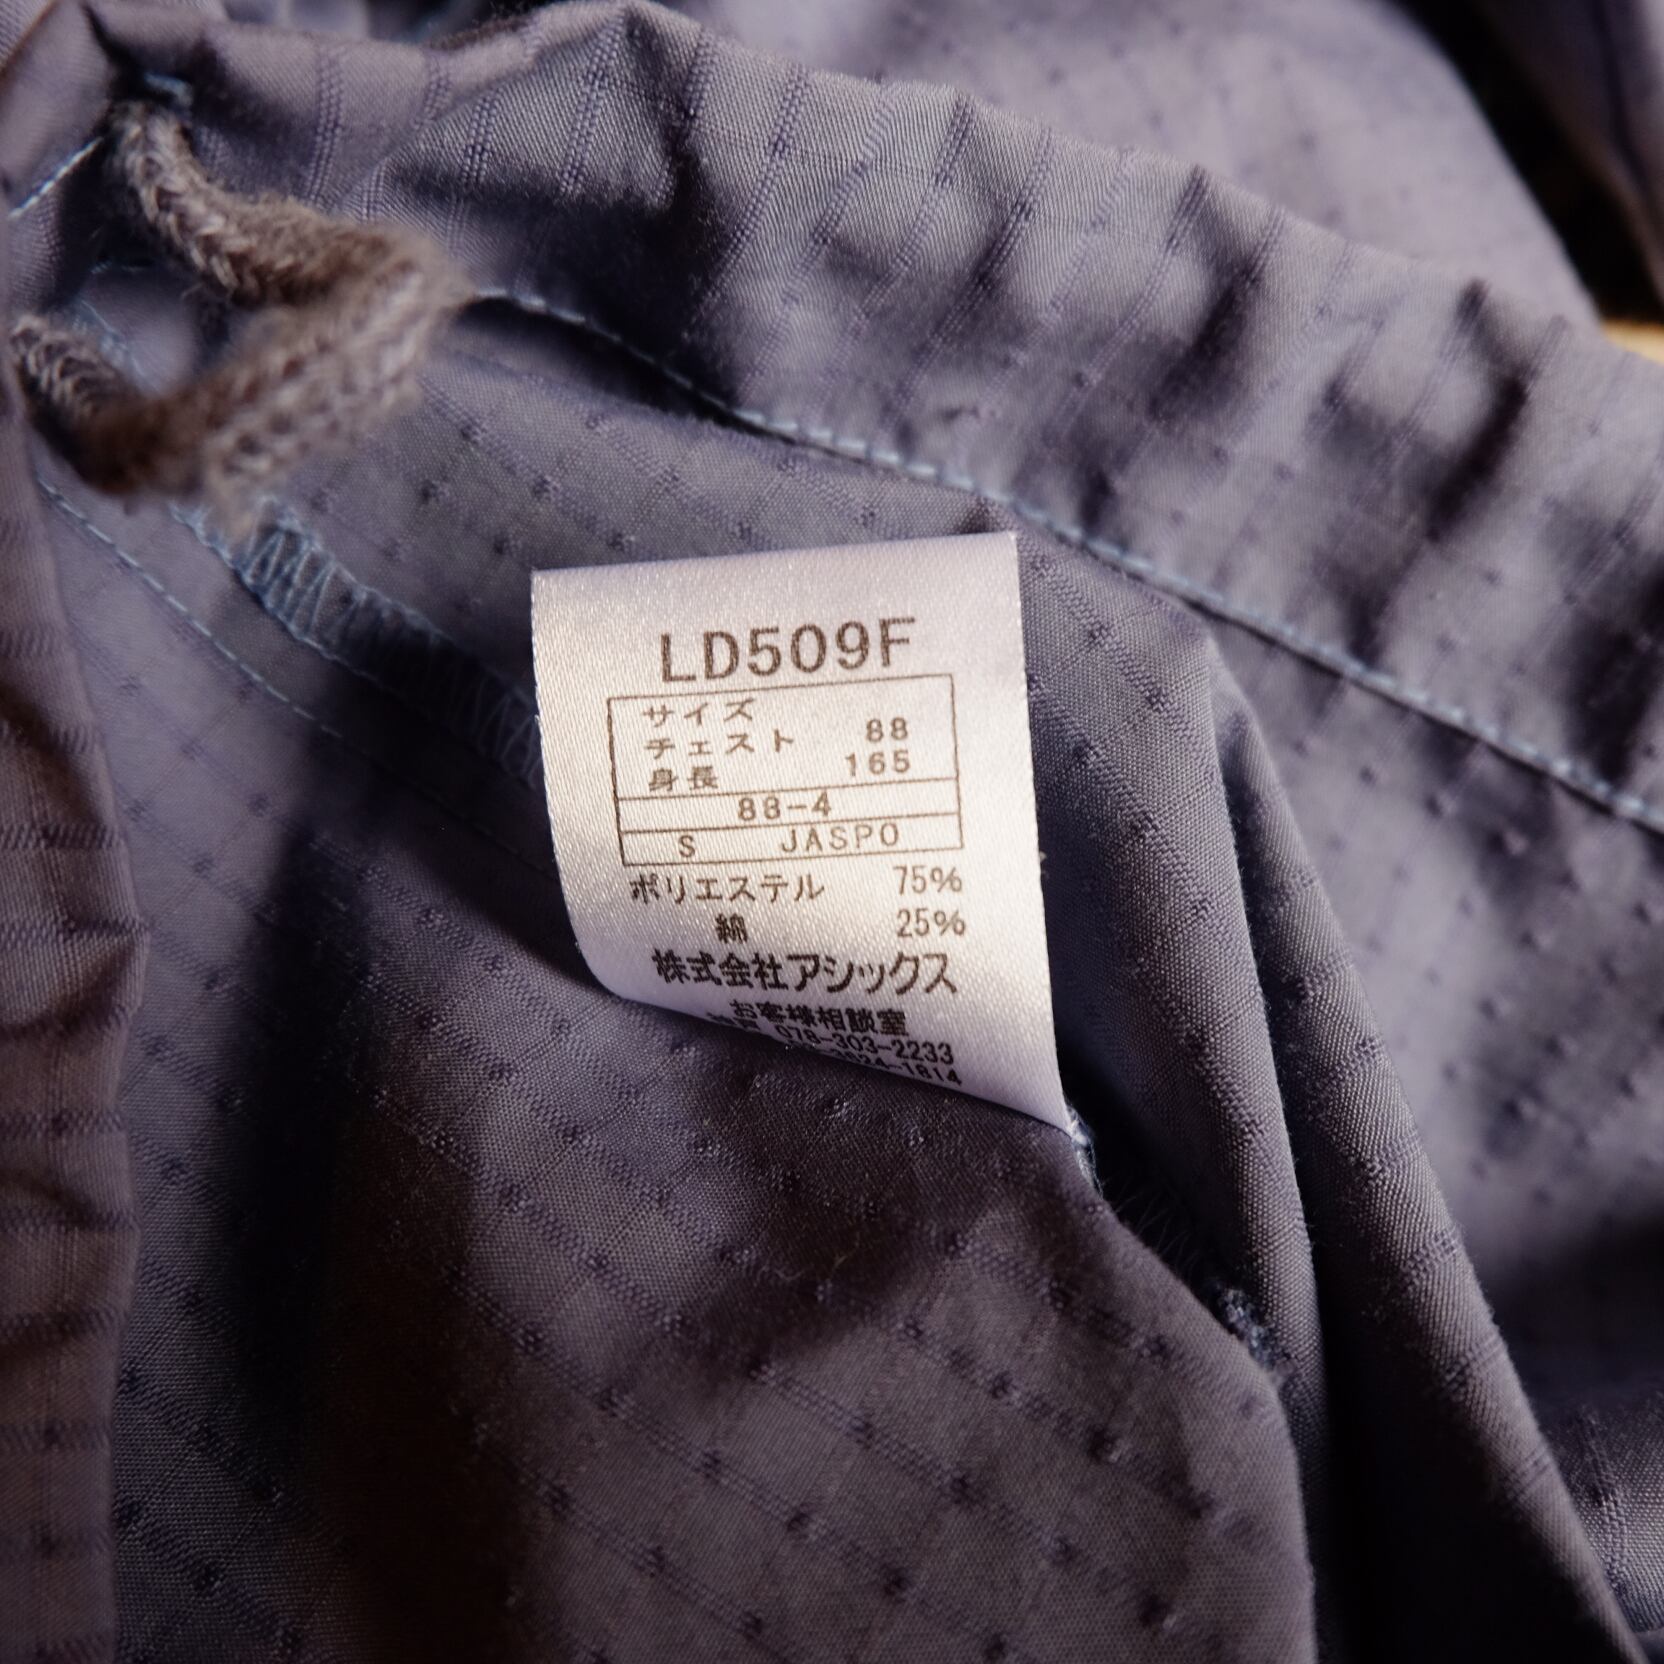 LD509F
サイズ
チェスト 88
身長 165
88-4
S JASPO
ポリエステル 75%
綿 25%
株式会社アシックス
お客様相談室
078-303-2233
-1814